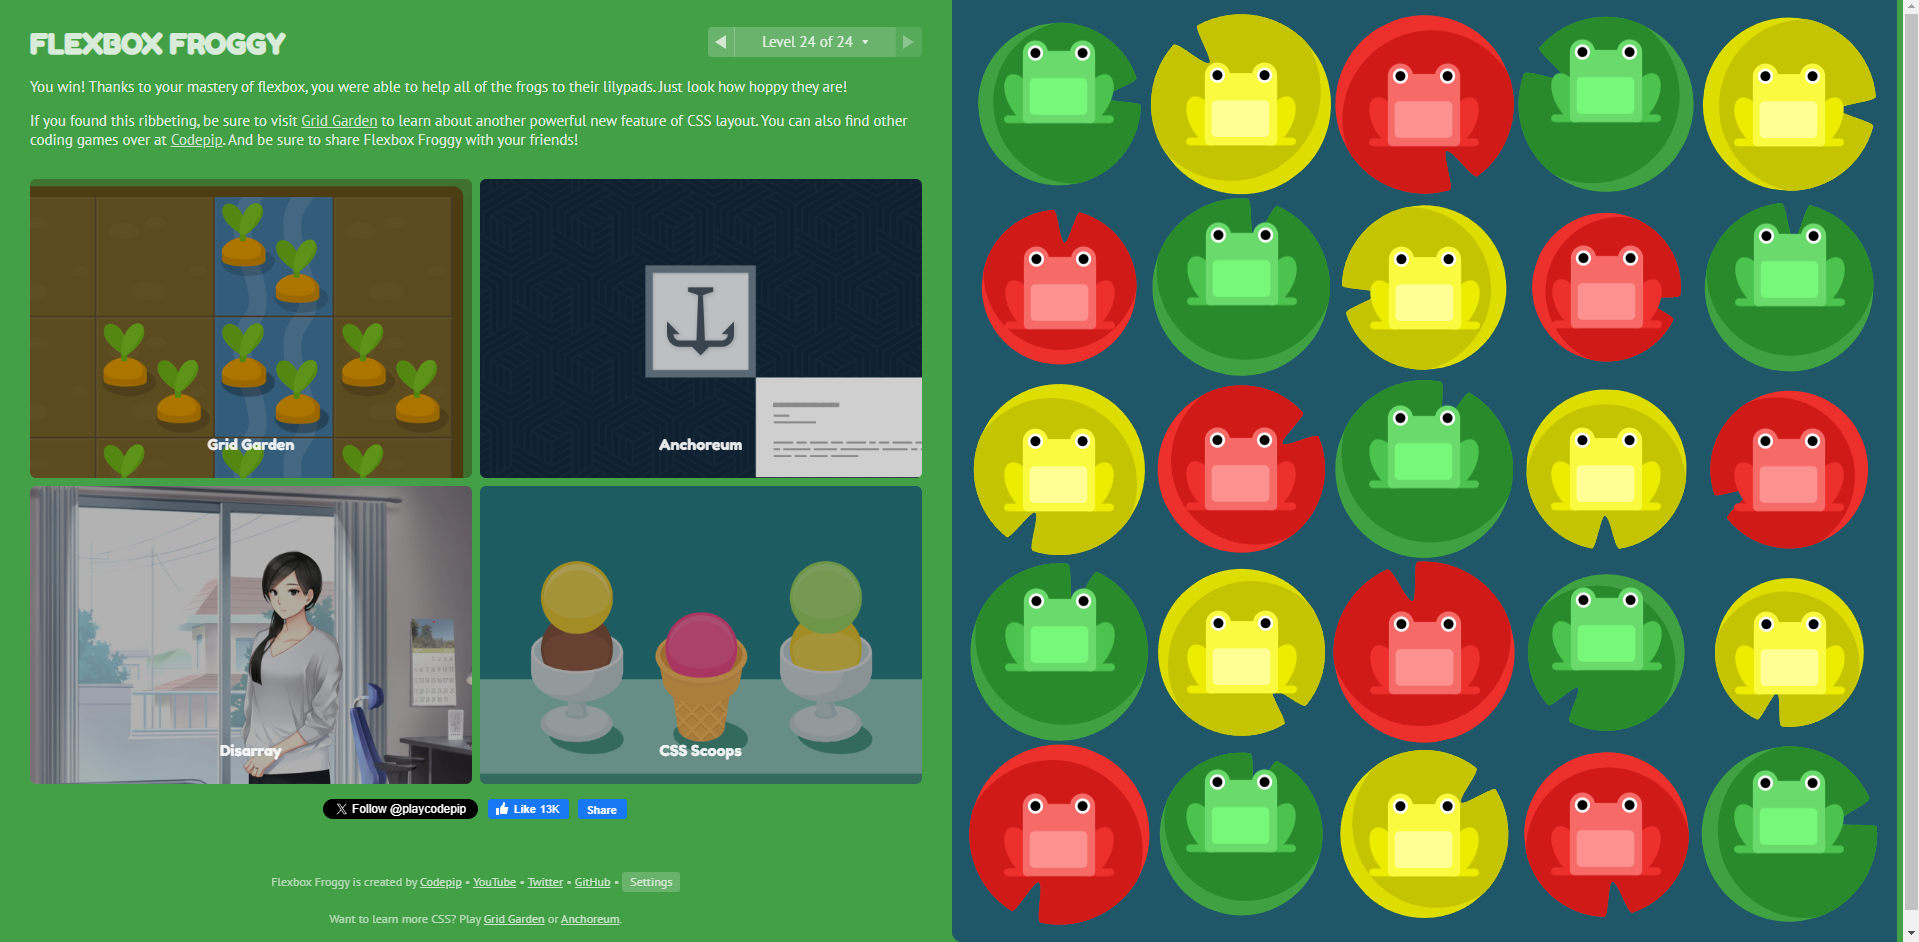 FLEXBOX FROGGY
Level 24 of 24
You win! Thanks to your mastery of flexbox, you were able to help all of the frogs to their lilypads. Just look how hoppy they are!
If you found this ribbeting, be sure to visit Grid Garden to learn about another powerful new feature of CSS layout. You can also find other
coding games over at Codepip. And be sure to share Flexbox Froggy with your friends!
Grid Garden
Anchoreum
Disarray
CSS Scoops
Follow @playcodepip
Like 13K
Share
Flexbox Froggy is created by Codepip • YouTube • Twitter • GitHub • Settings
Want to learn more CSS? Play Grid Garden or Anchoreum.